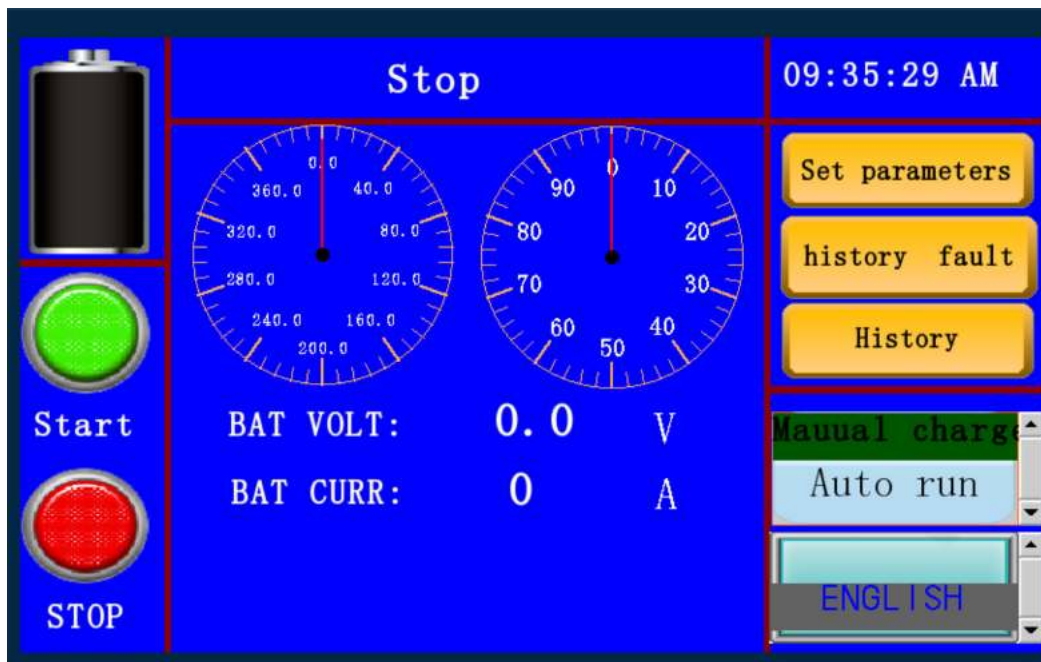 Stop
09:35:29 AM
0.0
40.0
80.0
120.0
160.0
200.0
240.0
280.0
320.0
360.0
0
10
20
30
40
50
60
70
80
90
Set parameters
history fault
History
Start
BAT VOLT: 0.0 V
BAT CURR: 0 A
Mauual charge
Auto run
STOP
ENGLISH